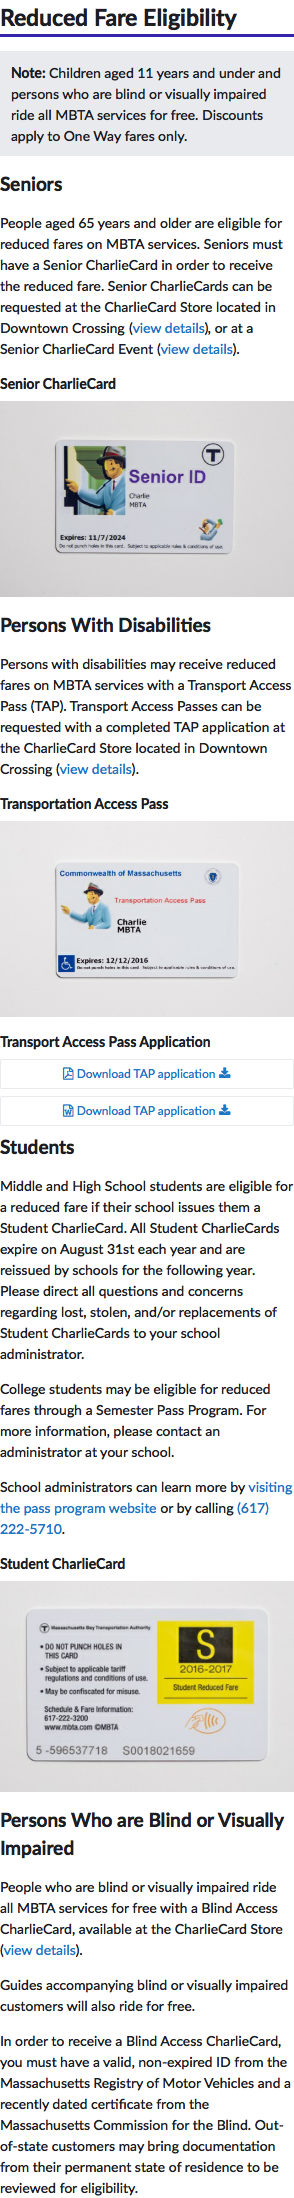 Reduced Fare Eligibility
Note: Children aged 11 years and under and
persons who are blind or visually impaired
ride all MBTA services for free. Discounts
apply to One Way fares only.
Seniors
People aged 65 years and older are eligible for
reduced fares on MBTA services. Seniors must
have a Senior CharlieCard in order to receive
the reduced fare. Senior CharlieCards can be
requested at the CharlieCard Store located in
Downtown Crossing (view details), or at a
Senior CharlieCard Event (view details).
Senior CharlieCard
T
Senior ID
Charlie
MBTA
Expires: 11/7/2024
Do not punch holes in this card. Subject to applicable rules & conditions of use.
Persons With Disabilities
Persons with disabilities may receive reduced
fares on MBTA services with a Transport Access
Pass (TAP). Transport Access Passes can be
requested with a completed TAP application at
the CharlieCard Store located in Downtown
Crossing (view details).
Transportation Access Pass
Commonwealth of Massachusetts
Transportation Access Pass
Charlie
MBTA
Expires: 12/12/2016
Do not punch holes in this card. Subject to applicable rules & conditions of use.
Transport Access Pass Application
Download TAP application
Download TAP application
Students
Middle and High School students are eligible for
a reduced fare if their school issues them a
Student CharlieCard. All Student CharlieCards
expire on August 31st each year and are
reissued by schools for the following year.
Please direct all questions and concerns
regarding lost, stolen, and/or replacements of
Student CharlieCards to your school
administrator.
College students may be eligible for reduced
fares through a Semester Pass Program. For
more information, please contact an
administrator at your school.
School administrators can learn more by visiting
the pass program website or by calling (617)
222-5710.
Student CharlieCard
T Massachusetts Bay Transportation Authority
• DO NOT PUNCH HOLES IN
THIS CARD
• Subject to applicable tariff
regulations and conditions of use.
• May be confiscated for misuse.
Schedule & Fare Information:
617-222-3200
www.mbta.com ©MBTA
S
2016-2017
Student Reduced Fare
5 -596537718 S0018021659
Persons Who are Blind or Visually
Impaired
People who are blind or visually impaired ride
all MBTA services for free with a Blind Access
CharlieCard, available at the CharlieCard Store
(view details).
Guides accompanying blind or visually impaired
customers will also ride for free.
In order to receive a Blind Access CharlieCard,
you must have a valid, non-expired ID from the
Massachusetts Registry of Motor Vehicles and a
recently dated certificate from the
Massachusetts Commission for the Blind. Out-
of-state customers may bring documentation
from their permanent state of residence to be
reviewed for eligibility.